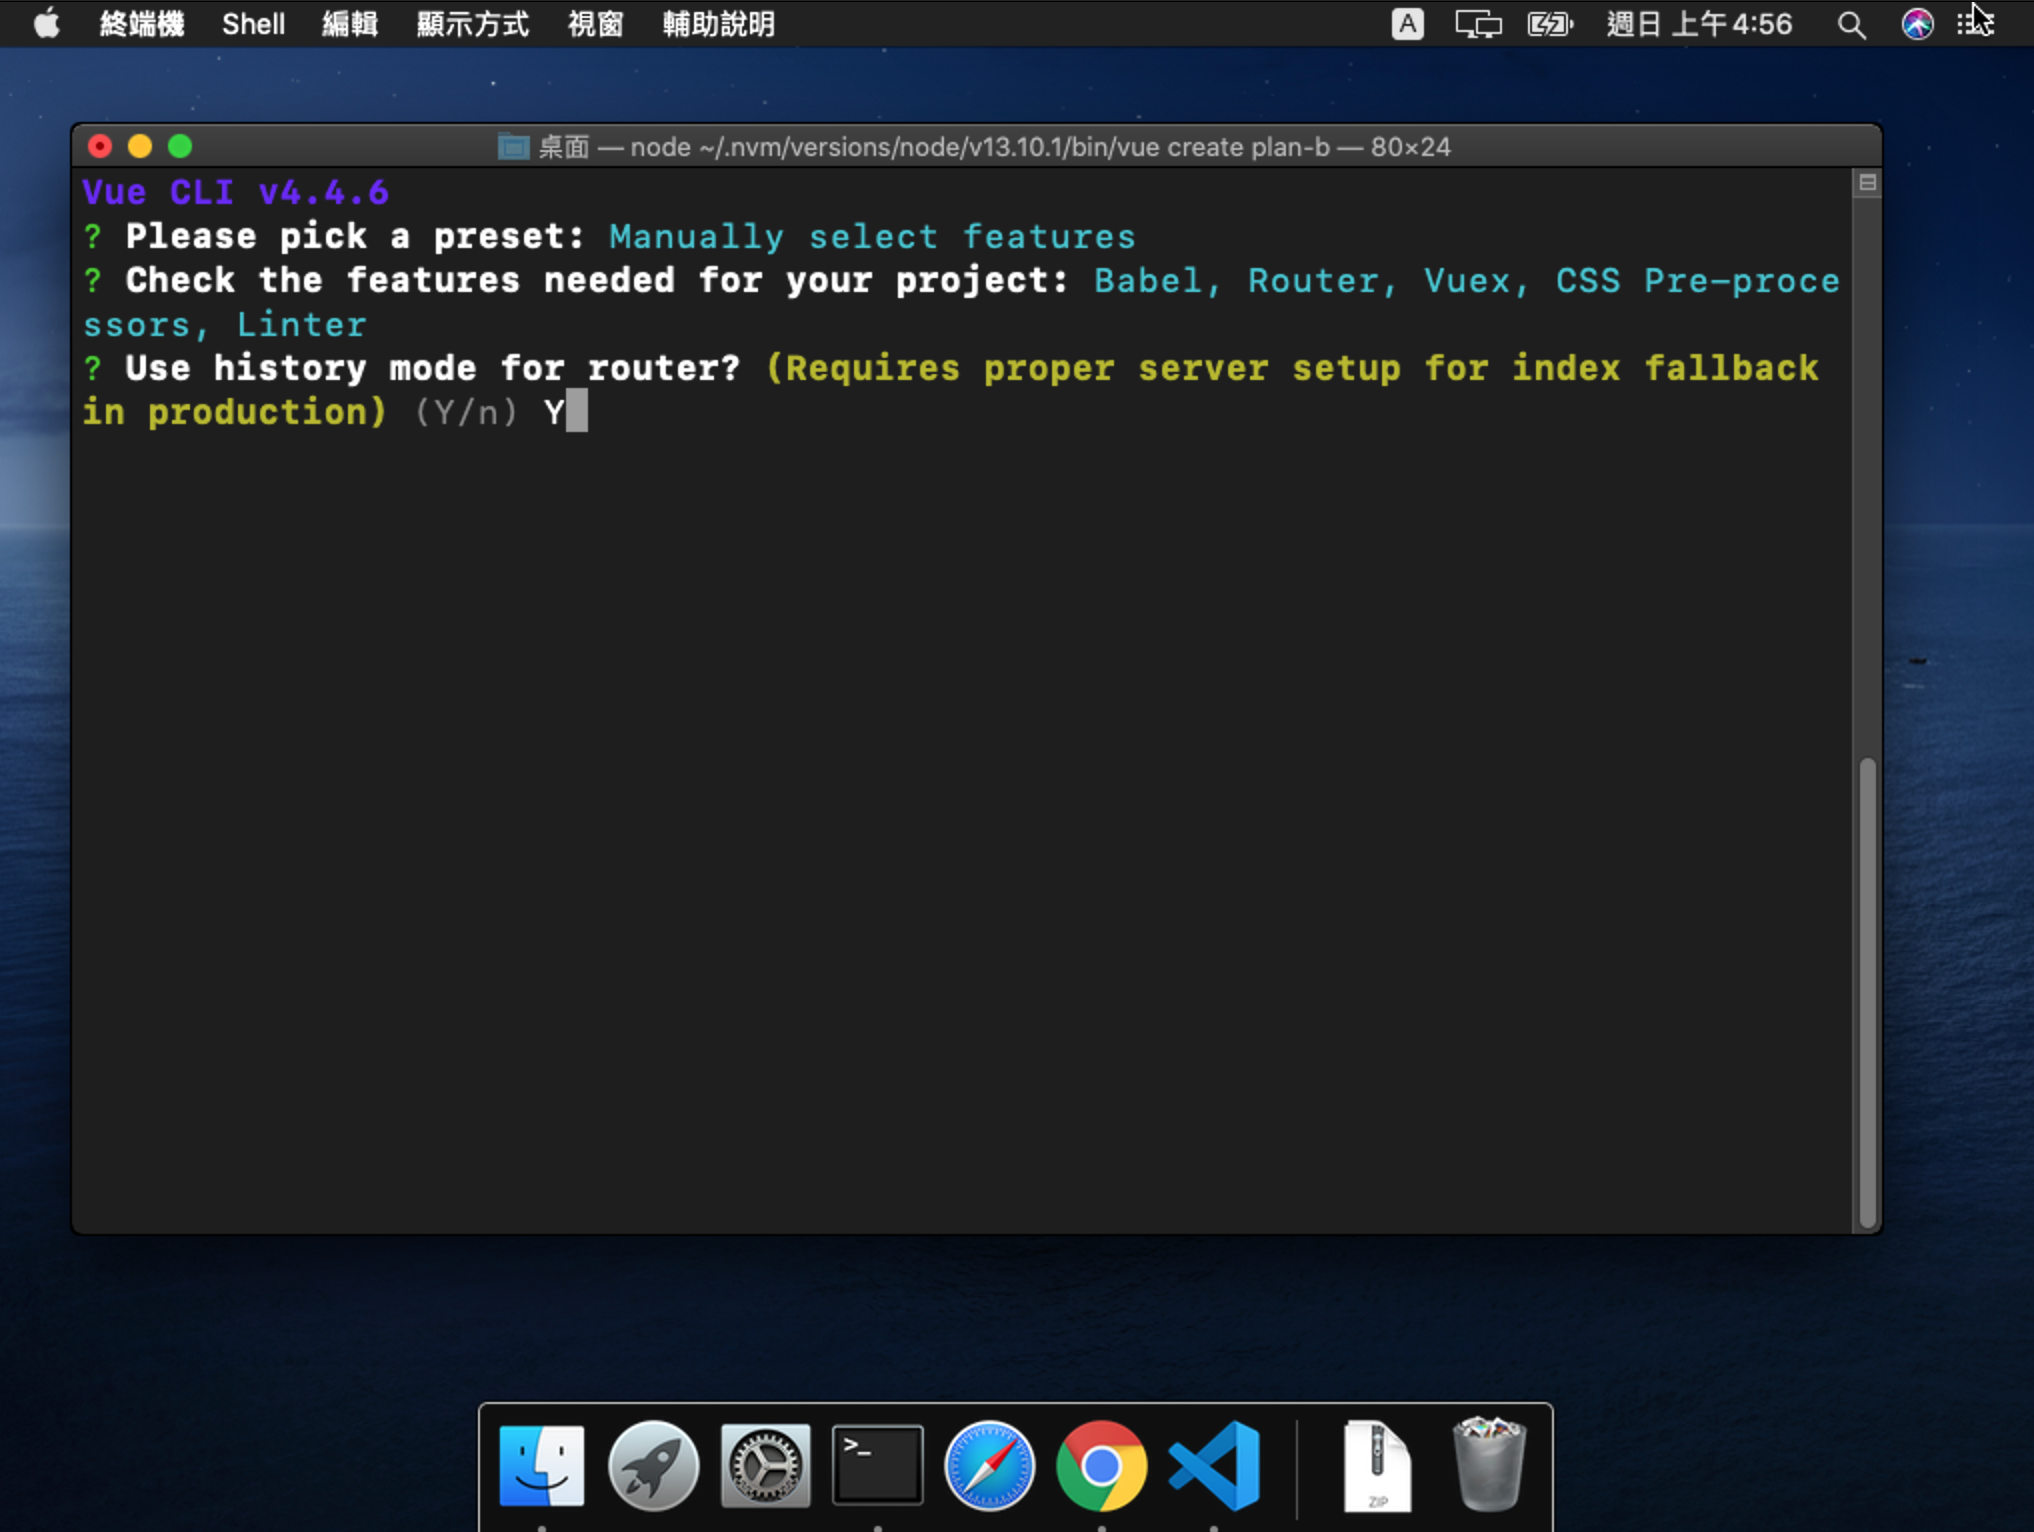 終端機 Shell 編輯 顯示方式 視窗 輔助說明 A 週日 上午4:56
桌面 — node ~/.nvm/versions/node/v13.10.1/bin/vue create plan-b — 80×24
Vue CLI v4.4.6
? Please pick a preset: Manually select features
? Check the features needed for your project: Babel, Router, Vuex, CSS Pre-proce
ssors, Linter
? Use history mode for router? (Requires proper server setup for index fallback
in production) (Y/n) Y
>_
ZIP